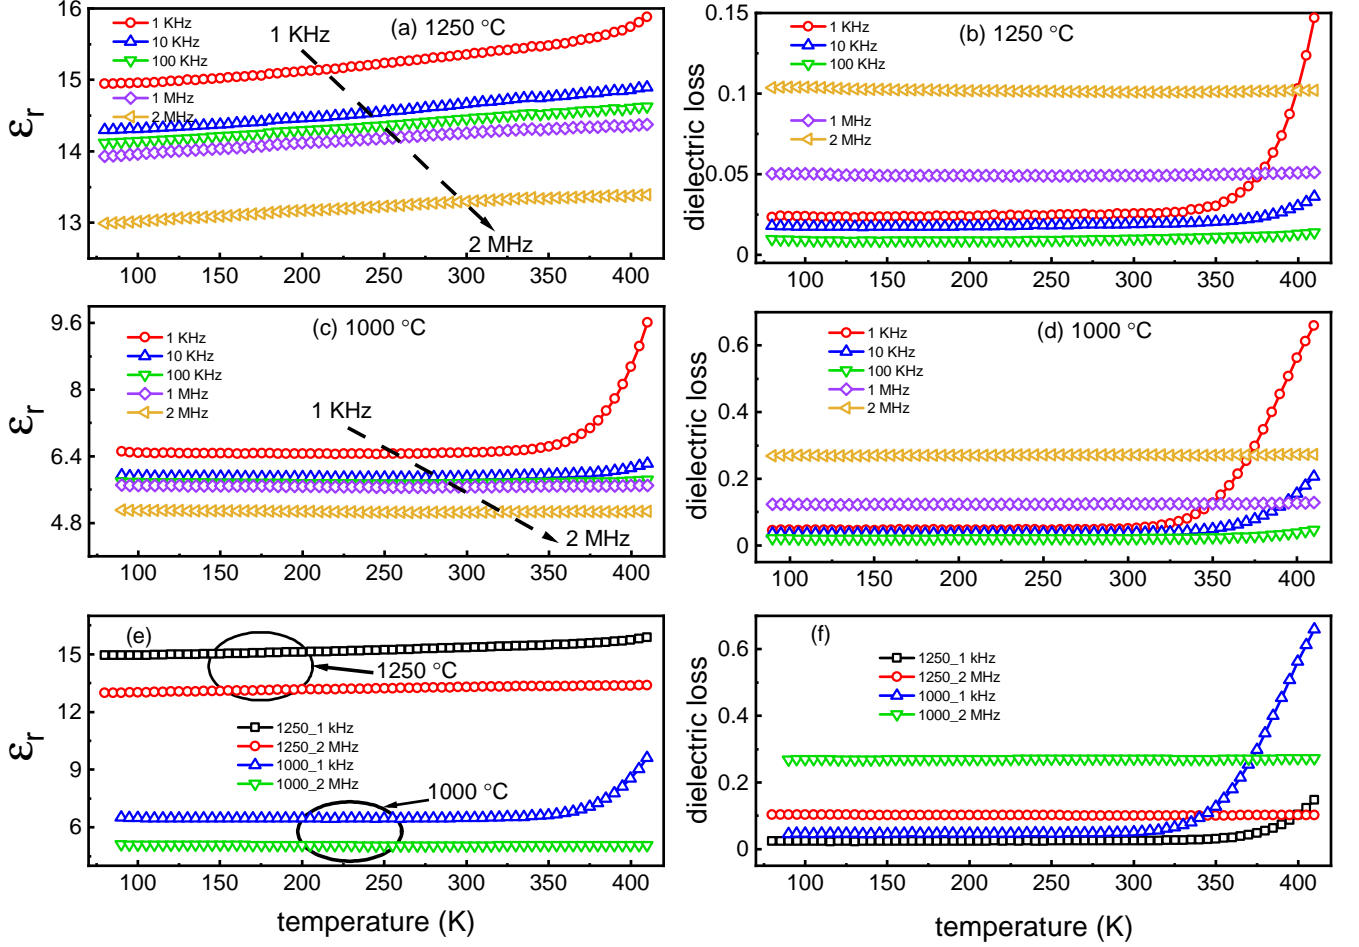 (a) 1250 °C
εr
16
15
14
13
1 KHz
10 KHz
100 KHz
1 MHz
2 MHz
1 KHz
2 MHz
100 150 200 250 300 350 400
(b) 1250 °C
dielectric loss
0.15
0.10
0.05
0
1 KHz
10 KHz
100 KHz
1 MHz
2 MHz
100 150 200 250 300 350 400
(c) 1000 °C
εr
9.6
8
6.4
4.8
1 KHz
10 KHz
100 KHz
1 MHz
2 MHz
1 KHz
2 MHz
100 150 200 250 300 350 400
(d) 1000 °C
dielectric loss
0.6
0.4
0.2
0
1 KHz
10 KHz
100 KHz
1 MHz
2 MHz
100 150 200 250 300 350 400
(e)
εr
15
12
9
6
1250 °C
1250_1 kHz
1250_2 MHz
1000_1 kHz
1000_2 MHz
1000 °C
100 150 200 250 300 350 400
temperature (K)
(f)
dielectric loss
0.6
0.4
0.2
0
1250_1 kHz
1250_2 MHz
1000_1 kHz
1000_2 MHz
100 150 200 250 300 350 400
temperature (K)